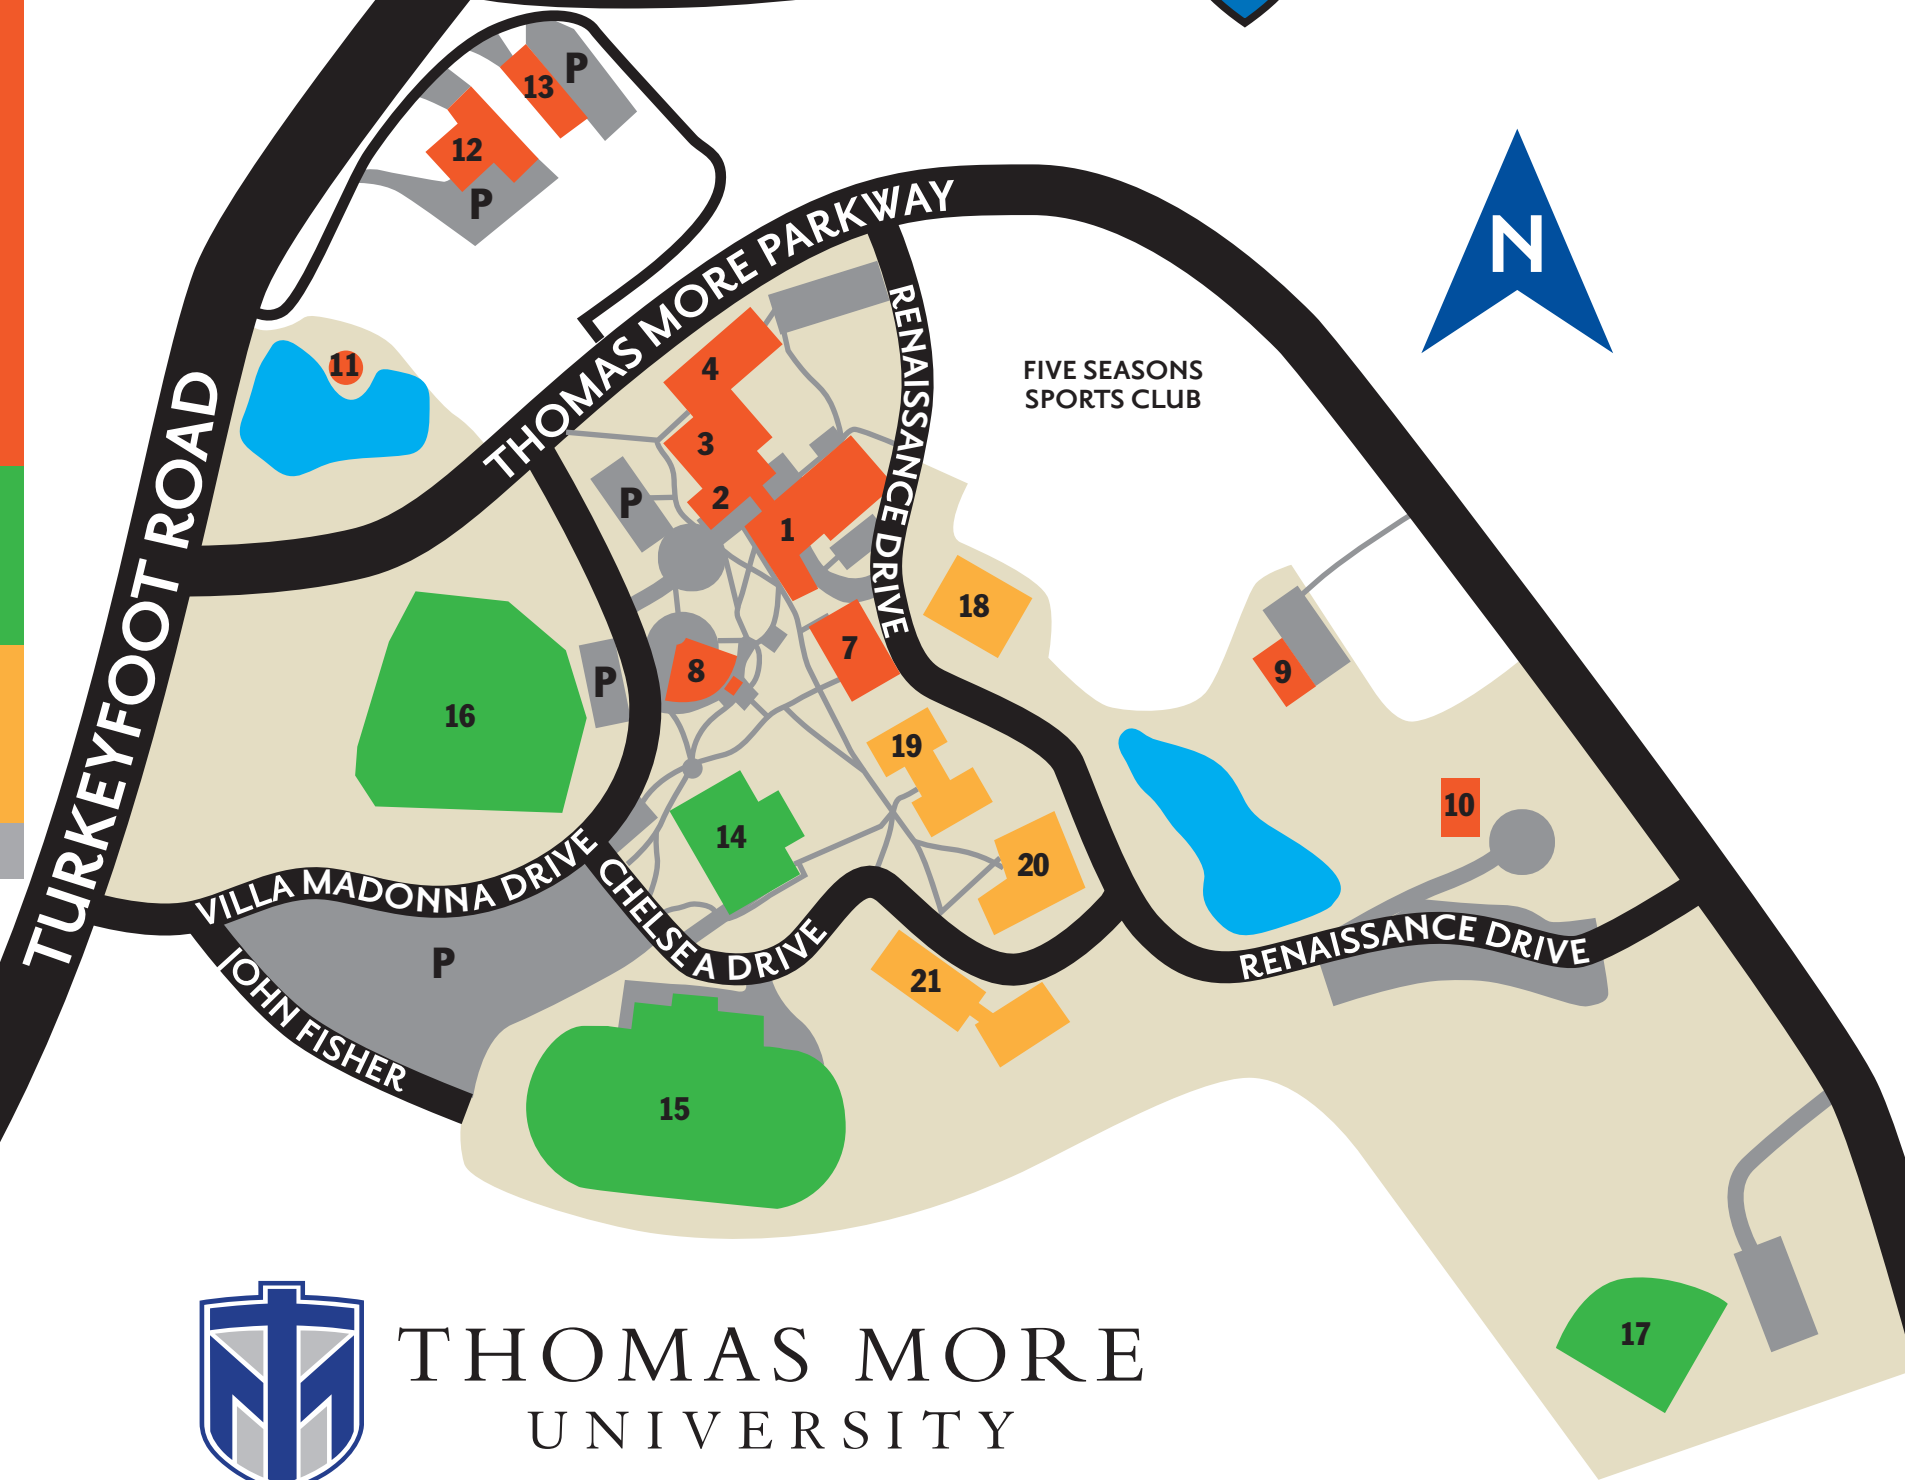 13
P
12
P
N
THOMAS MORE PARKWAY
RENAISSANCE DRIVE
FIVE SEASONS
SPORTS CLUB
11
4
3
2
1
P
TURKEYFOOT ROAD
18
7
8
9
P
16
19
10
14
20
VILLA MADONNA DRIVE
CHELSEA DRIVE
RENAISSANCE DRIVE
P
21
JOHN FISHER
15
17
THOMAS MORE
UNIVERSITY